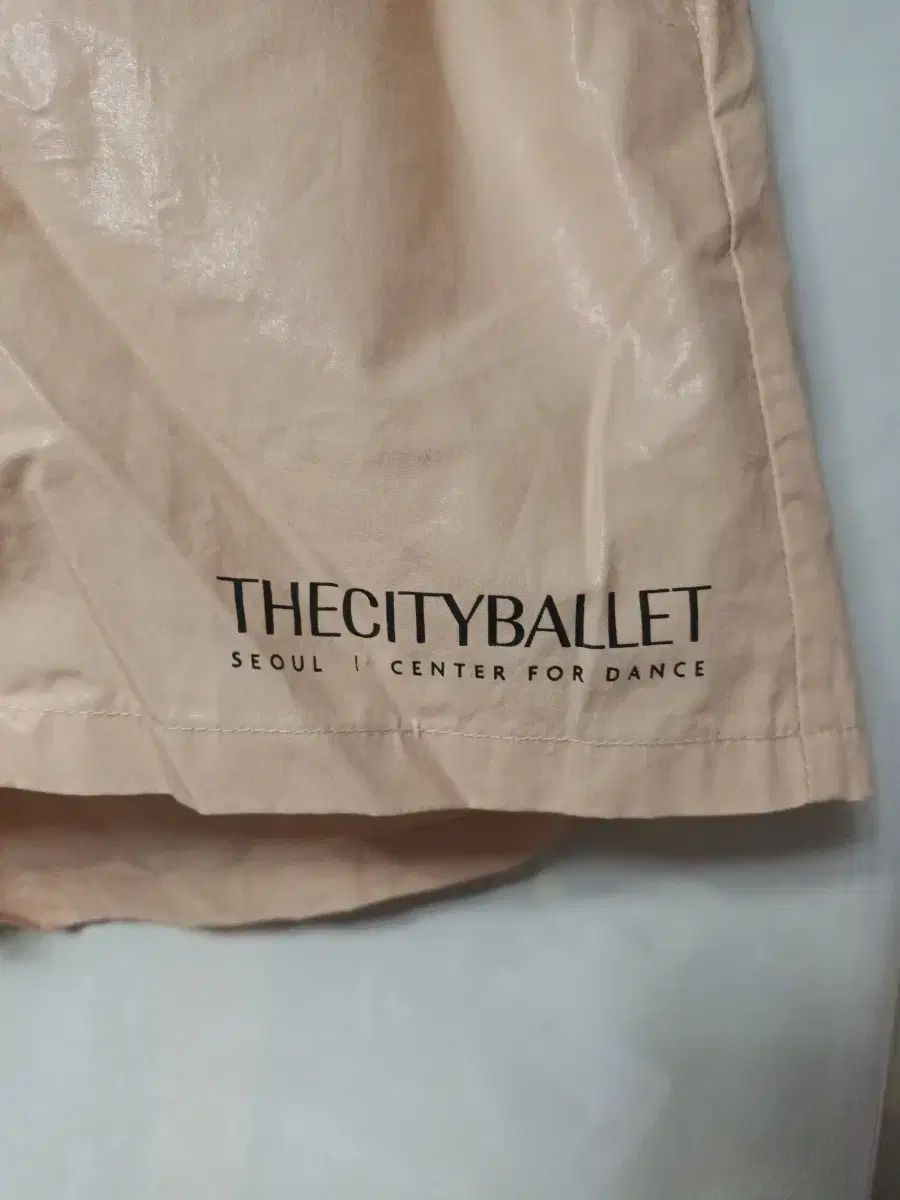 THECITYBALLET
SEOUL | CENTER FOR DANCE